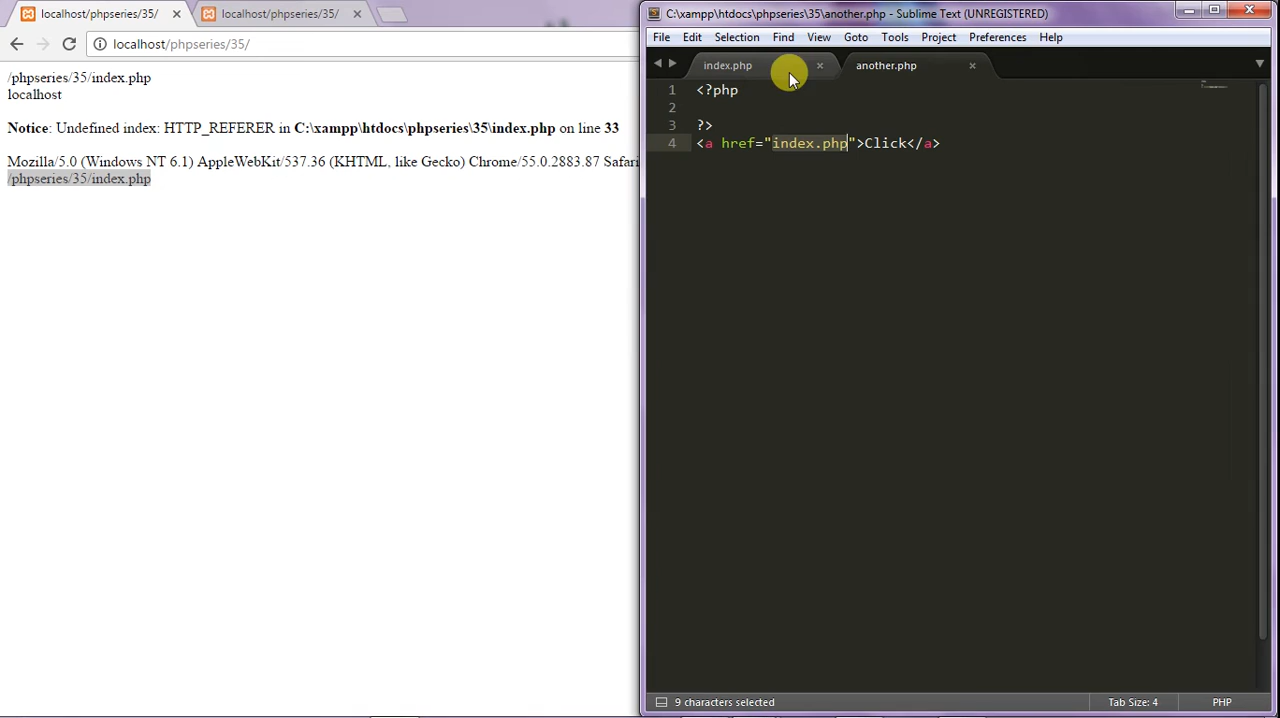 localhost/phpseries/35/
localhost/phpseries/35/
localhost/phpseries/35/
/phpseries/35/index.php
localhost
Notice: Undefined index: HTTP_REFERER in C:\xampp\htdocs\phpseries\35\index.php on line 33
Mozilla/5.0 (Windows NT 6.1) AppleWebKit/537.36 (KHTML, like Gecko) Chrome/55.0.2883.87 Safari
/phpseries/35/index.php
C:\xampp\htdocs\phpseries\35\another.php - Sublime Text (UNREGISTERED)
File Edit Selection Find View Goto Tools Project Preferences Help
index.php another.php
1 <?php
2
3 ?>
4 <a href="index.php">Click</a>
9 characters selected Tab Size: 4 PHP